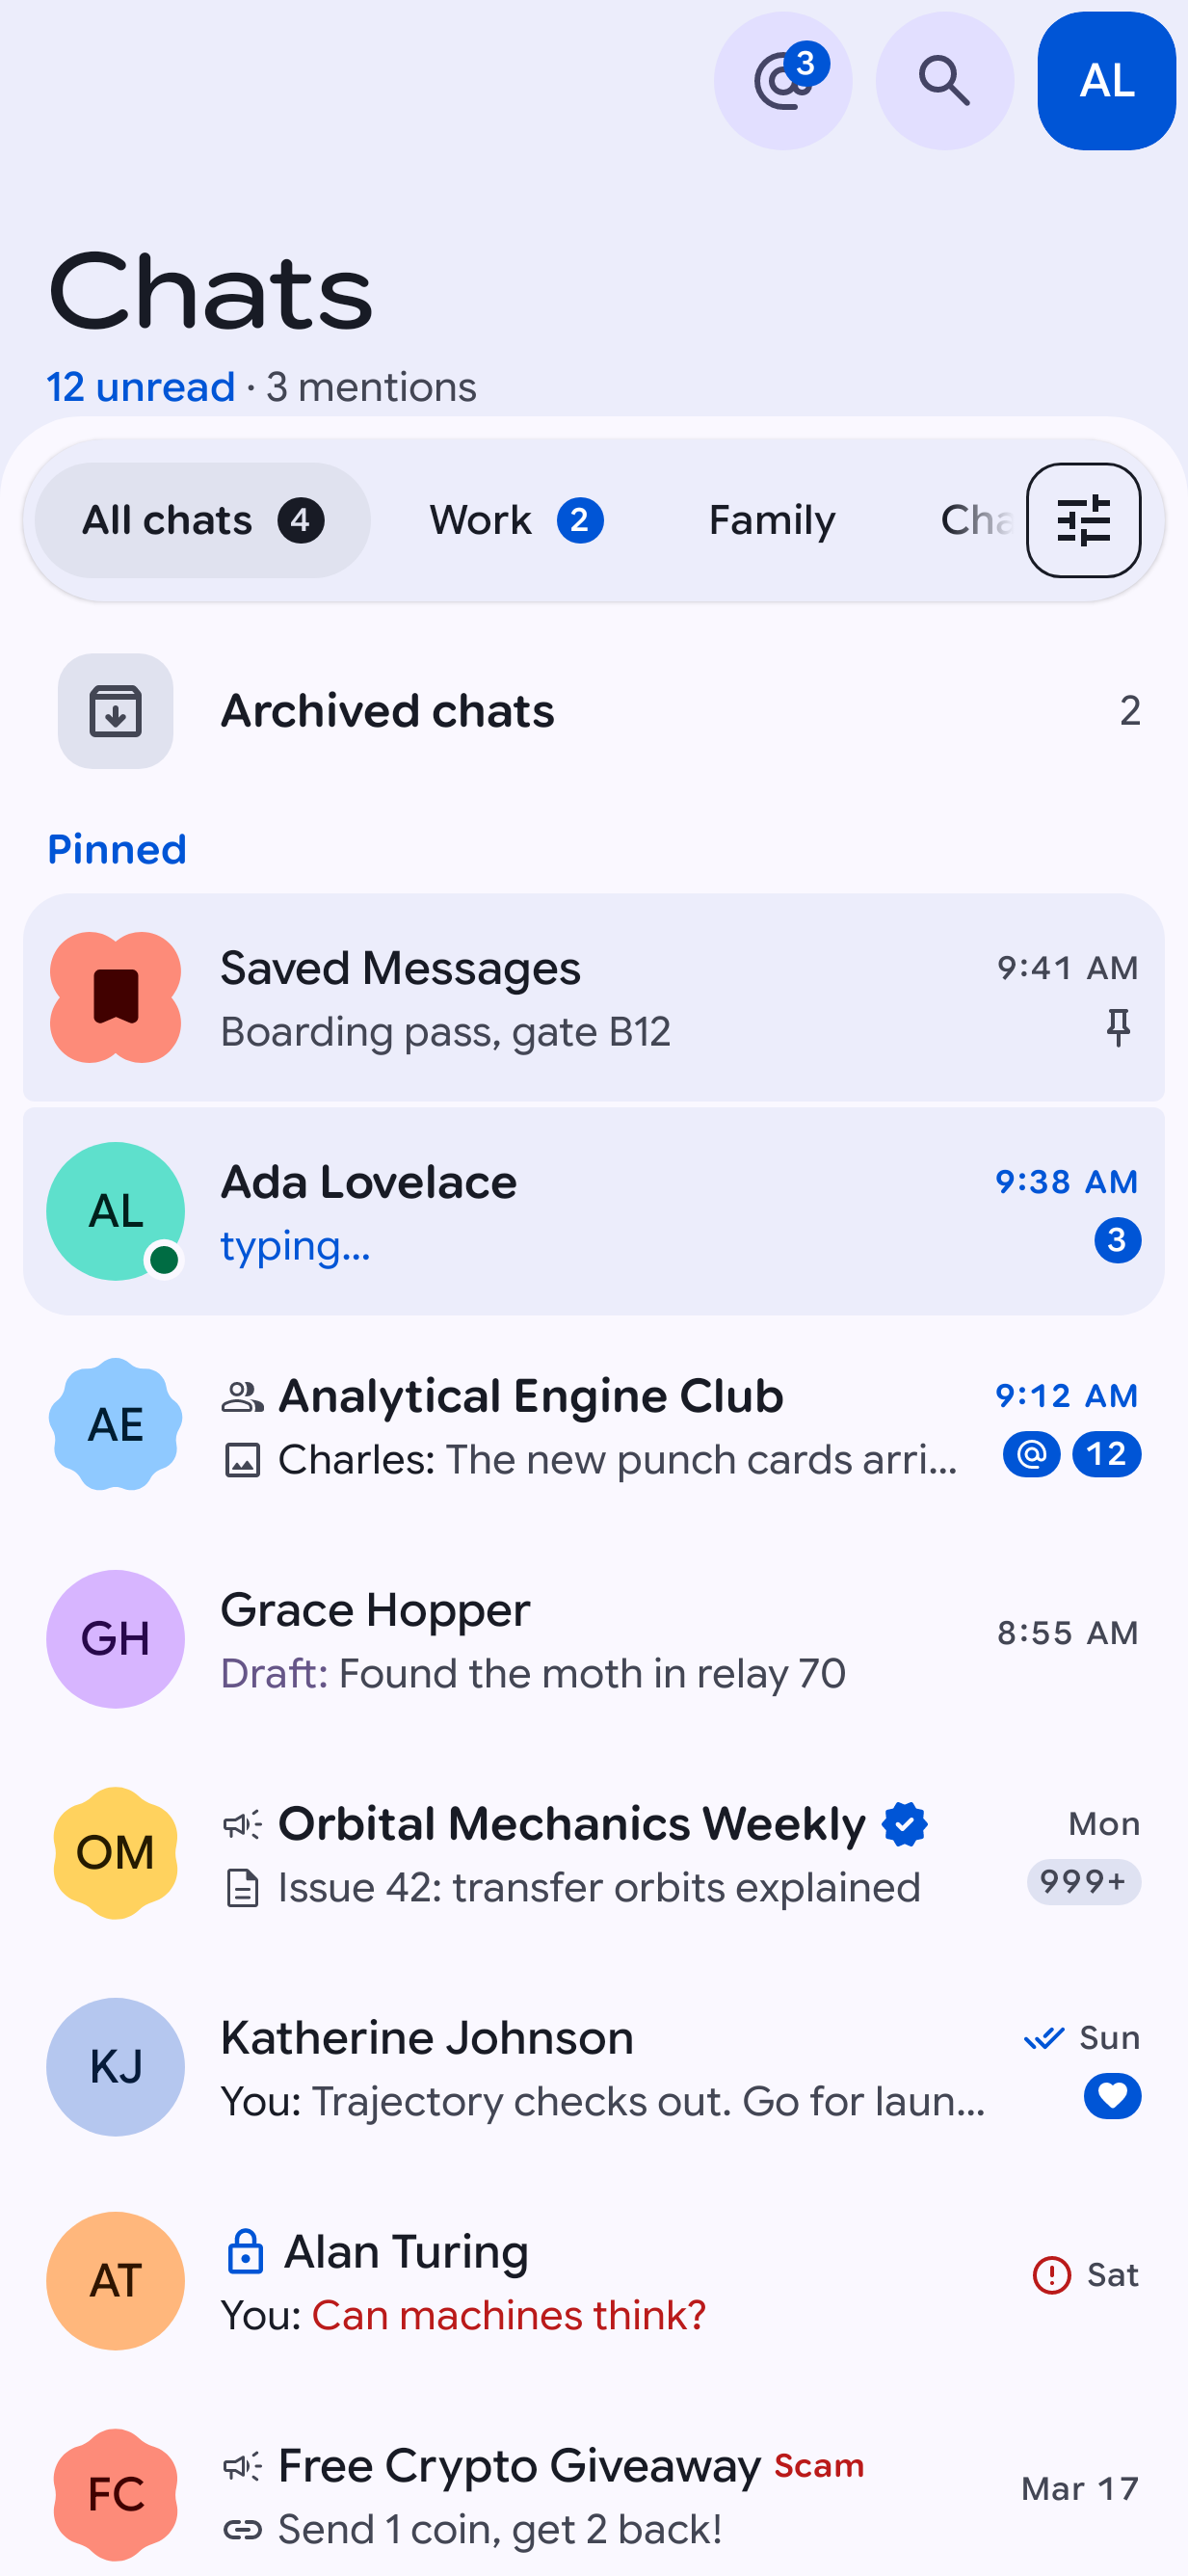 3
AL
Chats
12 unread · 3 mentions
All chats 4
Work 2
Family
Cha
Archived chats 2
Pinned
Saved Messages 9:41 AM
Boarding pass, gate B12
AL
Ada Lovelace 9:38 AM
typing... 3
AE
Analytical Engine Club 9:12 AM
Charles: The new punch cards arri... @ 12
GH
Grace Hopper 8:55 AM
Draft: Found the moth in relay 70
OM
Orbital Mechanics Weekly Mon
Issue 42: transfer orbits explained 999+
KJ
Katherine Johnson Sun
You: Trajectory checks out. Go for laun...
AT
Alan Turing Sat
You: Can machines think?
FC
Free Crypto Giveaway Scam Mar 17
Send 1 coin, get 2 back!